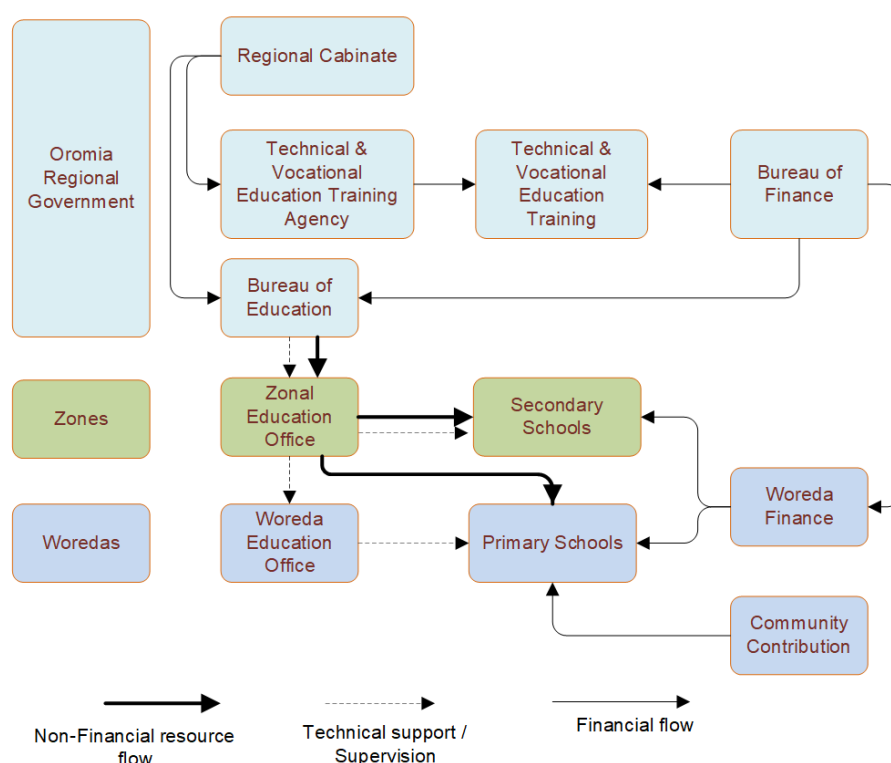 Regional Cabinate
Oromia
Regional
Government
Technical &
Vocational
Education Training
Agency
Technical &
Vocational
Education
Training
Bureau of
Finance
Bureau of
Education
Zones
Zonal
Education
Office
Secondary
Schools
Woredas
Woreda
Education
Office
Primary Schools
Woreda
Finance
Community
Contribution
Non-Financial resource
flow
Technical support /
Supervision
Financial flow